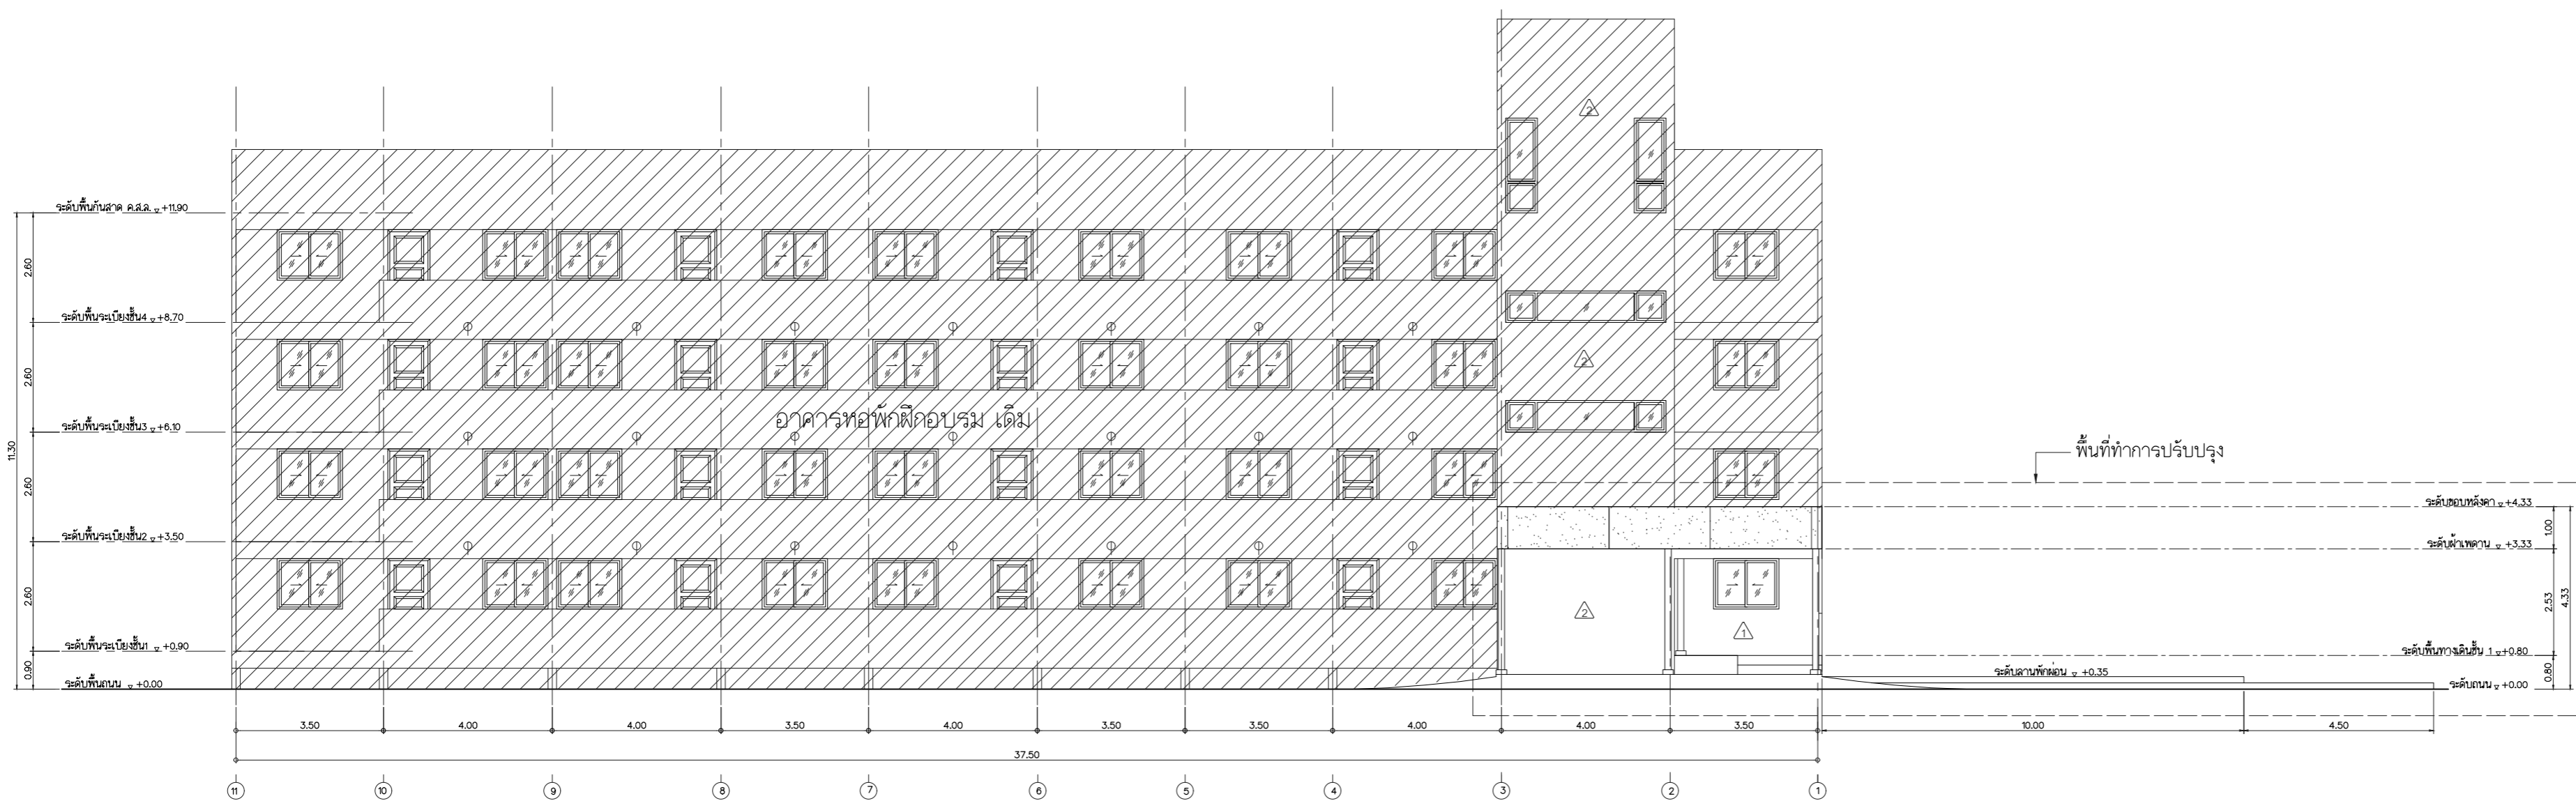 2
ระดับพื้นกันสาด ค.ส.ล. +11.90
2.60
ระดับพื้นระเบียงชั้น4 +8.70
2.60
2
อาคารหอพักฝึกอบรม เดิม
ระดับพื้นระเบียงชั้น3 +6.10
11.30
พื้นที่ทำการปรับปรุง
2.60
ระดับขอบหลังคา +4.33
1.00
ระดับพื้นระเบียงชั้น2 +3.50
ระดับฝ้าเพดาน +3.33
2.60
2.53
4.33
2
1
ระดับพื้นระเบียงชั้น1 +0.90
ระดับพื้นทางเดินชั้น 1 +0.80
0.90
ระดับลานพักผ่อน +0.35
0.80
ระดับพื้นถนน +0.00
ระดับถนน +0.00
3.50 4.00 4.00 3.50 4.00 3.50 3.50 4.00 4.00 3.50 10.00 4.50
37.50
11 10 9 8 7 6 5 4 3 2 1